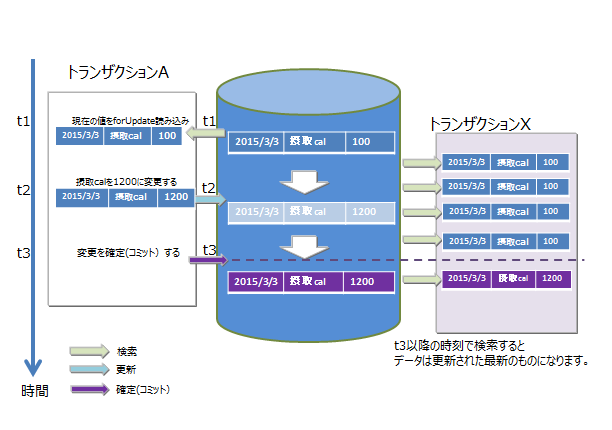 トランザクションA
t1
現在の値をforUpdate読み込み
2015/3/3 摂取cal 100
t2
摂取calを1200に変更する
2015/3/3 摂取cal 1200
t3
変更を確定(コミット) する
時間
t1
2015/3/3 摂取cal 100
t2
2015/3/3 摂取cal 1200
t3
2015/3/3 摂取cal 1200
トランザクションX
2015/3/3 摂取cal 100
2015/3/3 摂取cal 100
2015/3/3 摂取cal 100
2015/3/3 摂取cal 100
2015/3/3 摂取cal 1200
t3以降の時刻で検索すると
データは更新された最新のものになります。
検索
更新
確定(コミット)